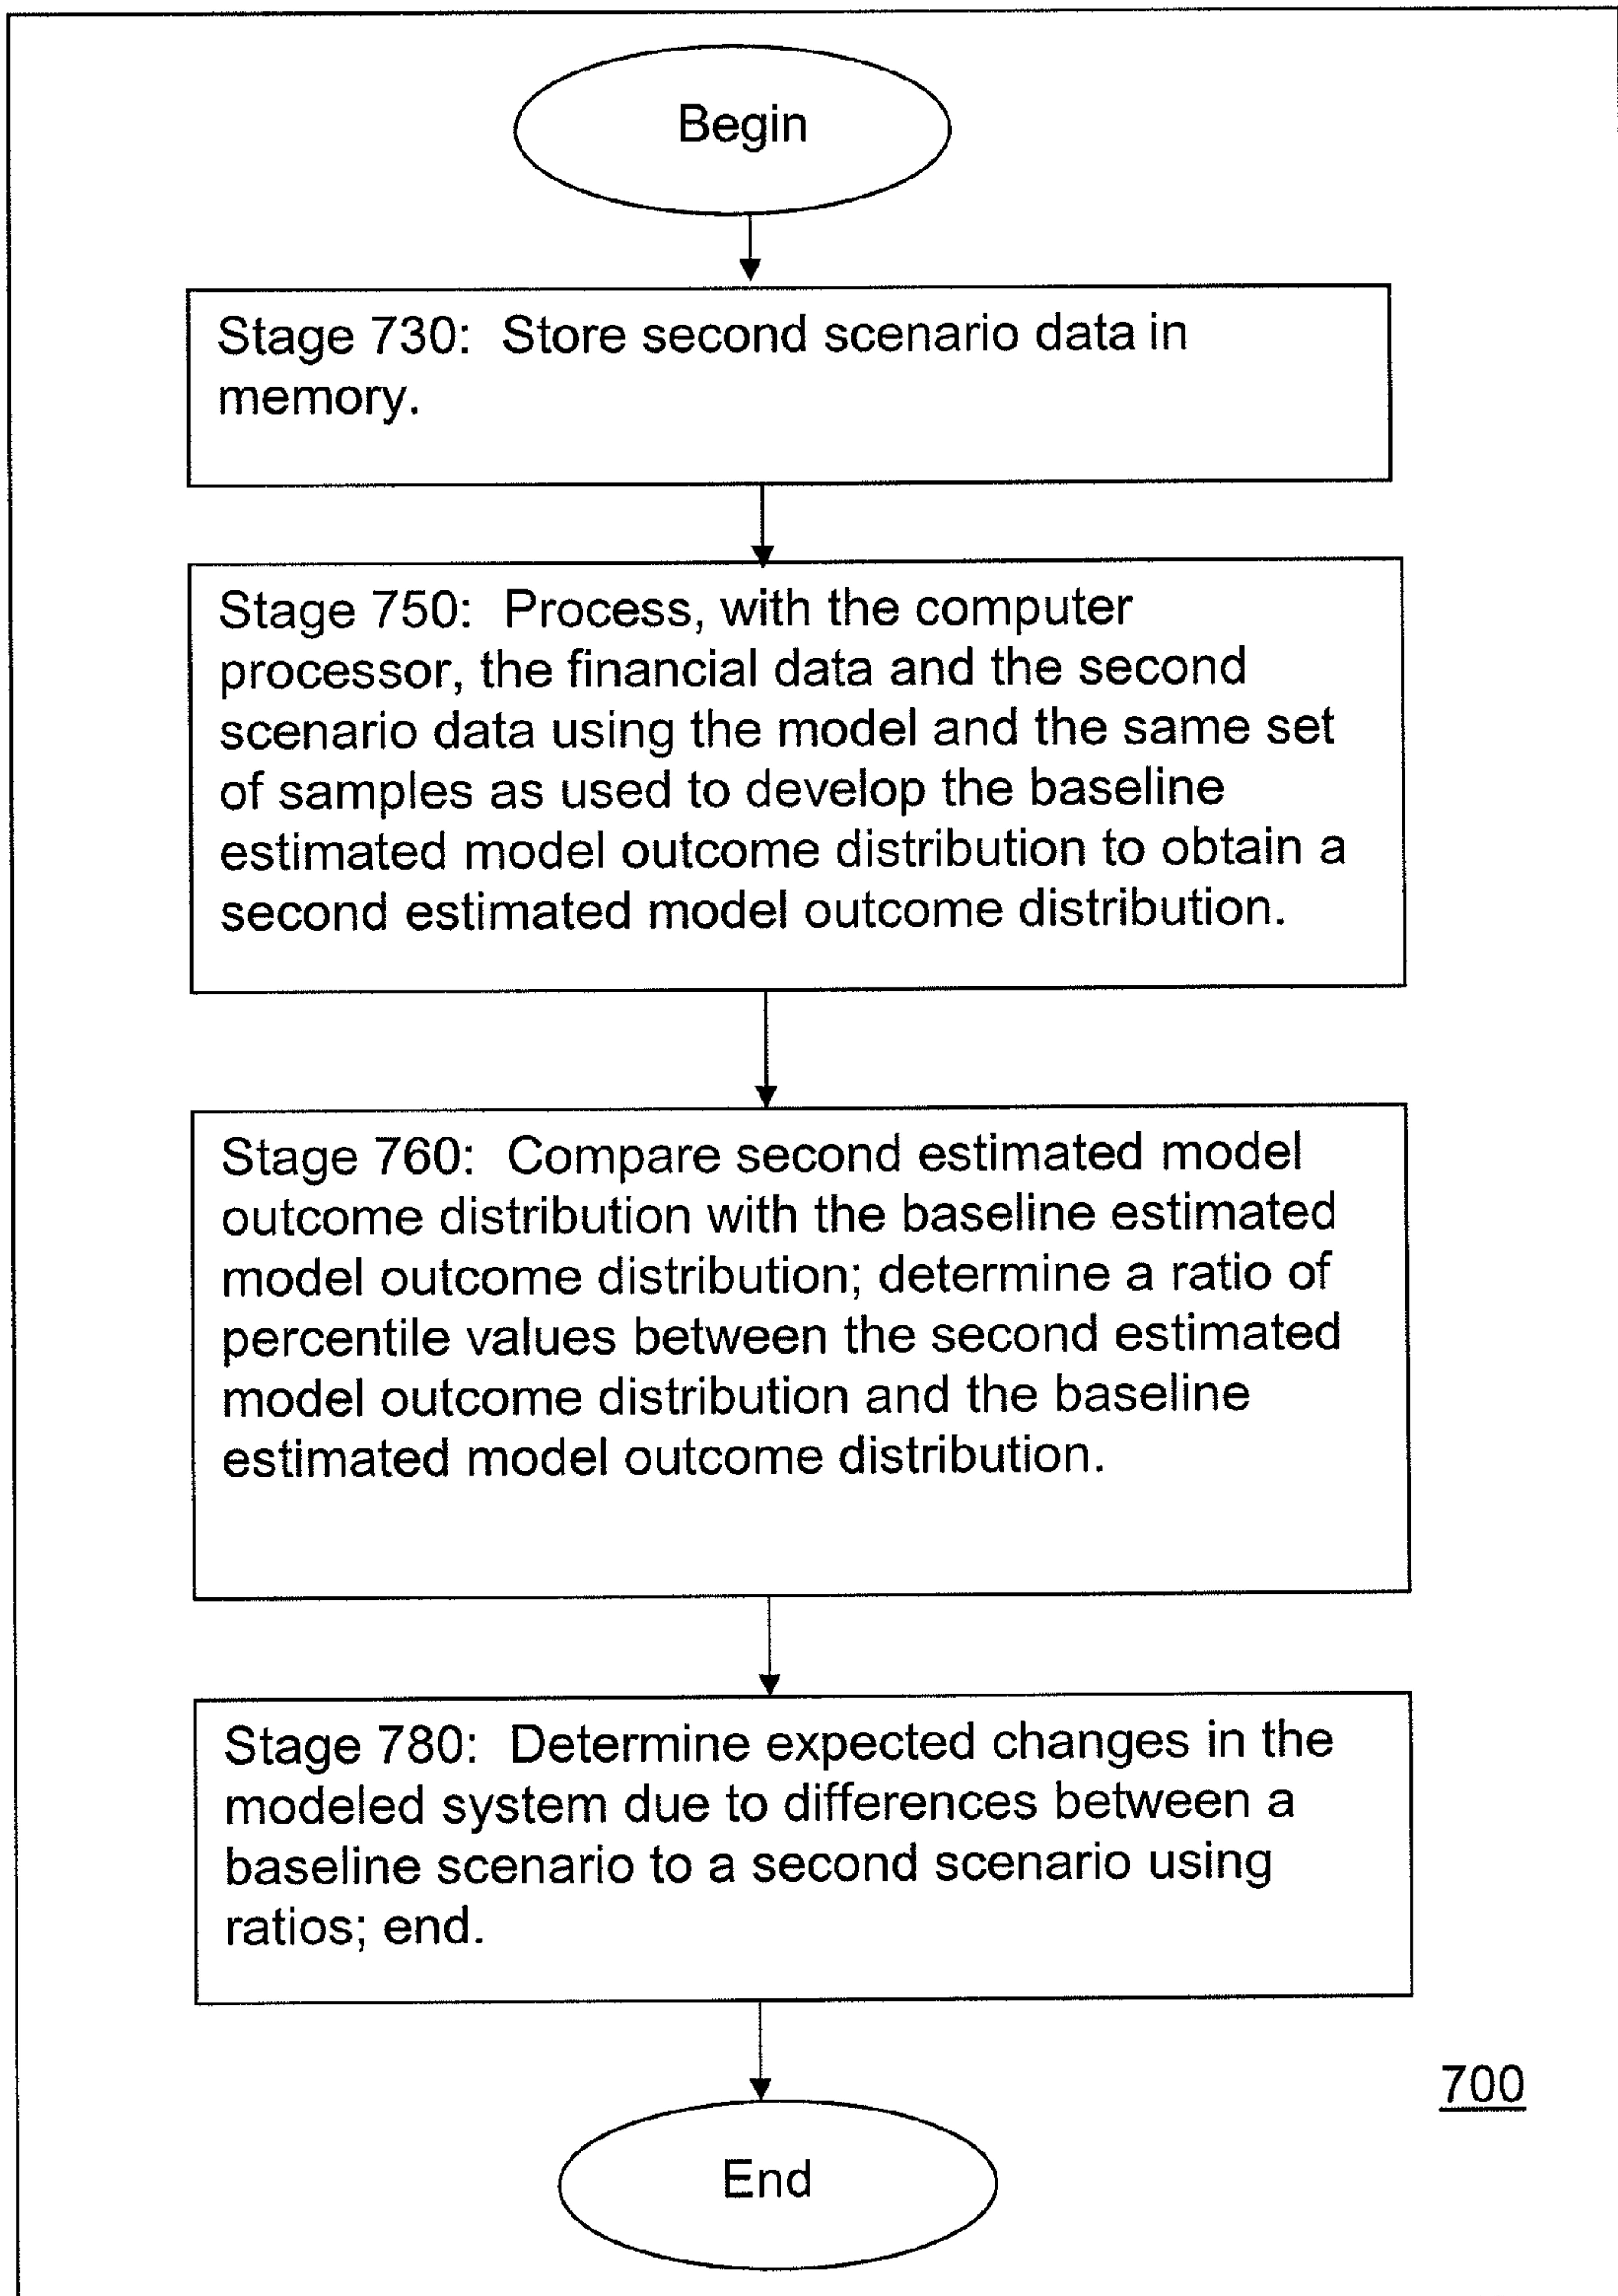 Begin
Stage 730: Store second scenario data in
memory.
Stage 750: Process, with the computer
processor, the financial data and the second
scenario data using the model and the same set
of samples as used to develop the baseline
estimated model outcome distribution to obtain a
second estimated model outcome distribution.
Stage 760: Compare second estimated model
outcome distribution with the baseline estimated
model outcome distribution; determine a ratio of
percentile values between the second estimated
model outcome distribution and the baseline
estimated model outcome distribution.
Stage 780: Determine expected changes in the
modeled system due to differences between a
baseline scenario to a second scenario using
ratios; end.
700
End